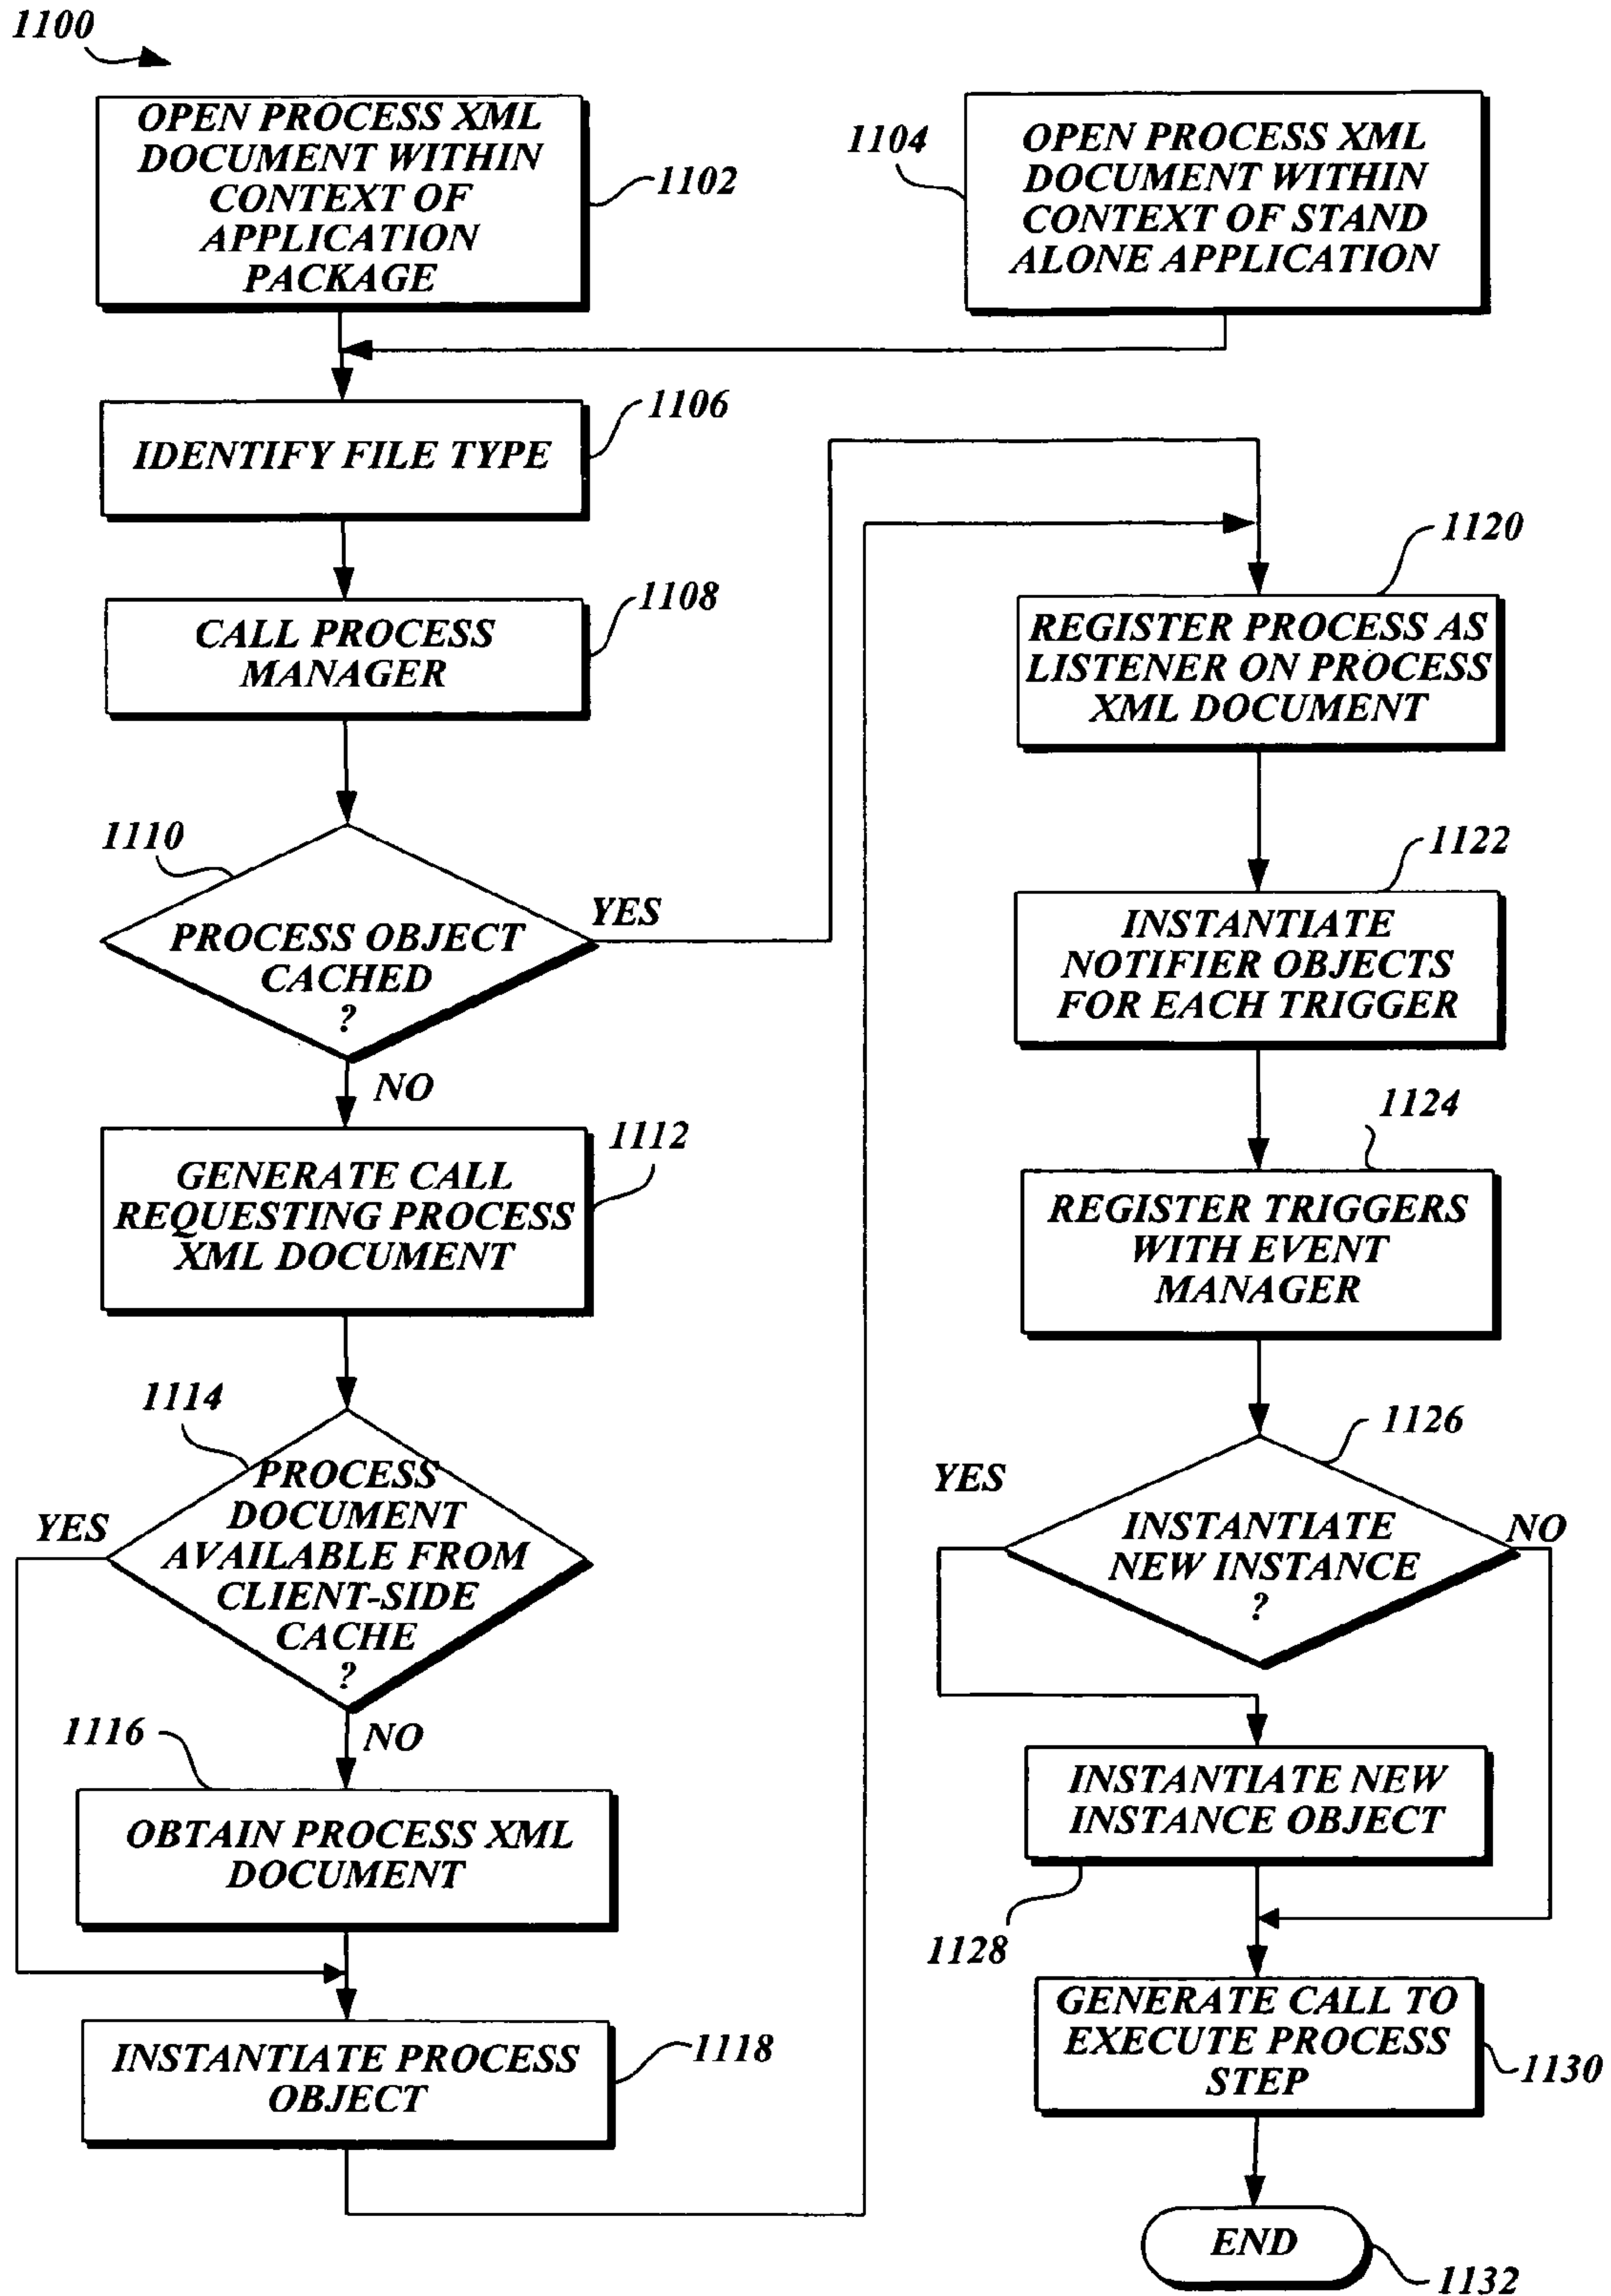 1100
OPEN PROCESS XML
DOCUMENT WITHIN
CONTEXT OF
APPLICATION
PACKAGE
1102
1104
OPEN PROCESS XML
DOCUMENT WITHIN
CONTEXT OF STAND
ALONE APPLICATION
IDENTIFY FILE TYPE
1106
CALL PROCESS
MANAGER
1108
1110
PROCESS OBJECT
CACHED
?
YES
NO
GENERATE CALL
REQUESTING PROCESS
XML DOCUMENT
1112
1114
PROCESS
DOCUMENT
AVAILABLE FROM
CLIENT-SIDE
CACHE
?
YES
NO
1116
OBTAIN PROCESS XML
DOCUMENT
INSTANTIATE PROCESS
OBJECT
1118
1120
REGISTER PROCESS AS
LISTENER ON PROCESS
XML DOCUMENT
1122
INSTANTIATE
NOTIFIER OBJECTS
FOR EACH TRIGGER
1124
REGISTER TRIGGERS
WITH EVENT
MANAGER
1126
YES
INSTANTIATE
NEW INSTANCE
?
NO
INSTANTIATE NEW
INSTANCE OBJECT
1128
GENERATE CALL TO
EXECUTE PROCESS
STEP
1130
END
1132